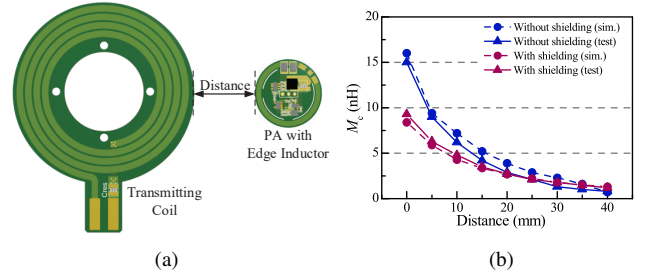 Distance
PA with
Edge Inductor
Cres
Transmitting
Coil
(a)
M_c (nH)
20
15
10
5
0
0 10 20 30 40
Distance (mm)
Without shielding (sim.)
Without shielding (test)
With shielding (sim.)
With shielding (test)
(b)